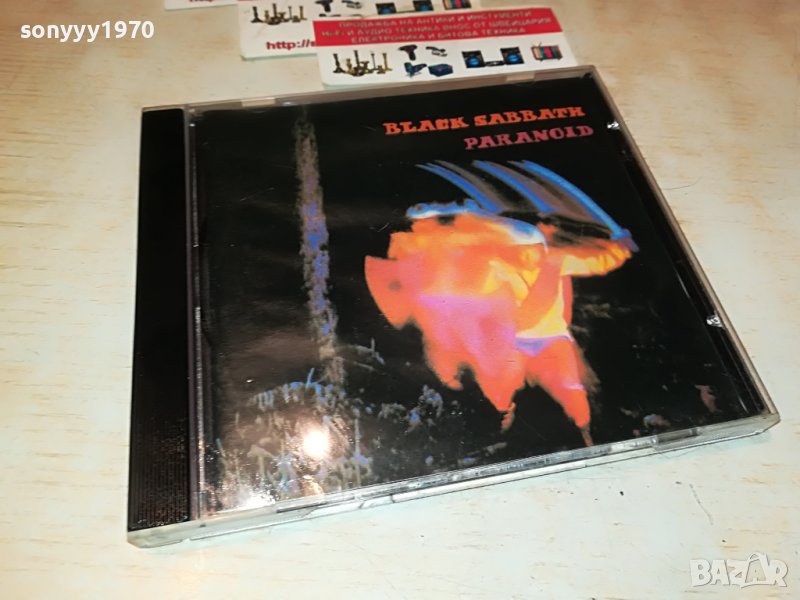 sonyyy1970
ПРОДАЖБА НА АНТИКИ И ИНСТУМЕНТИ
HI-FI И АУДИО ТЕХНИКА ВНОС ОТ ШВЕЙЦАРИЯ
ЕЛЕКТРОНИКА И БИТОВА ТЕХНИКА
http://
BLACK SABBATH
PARANOID
BAZAR